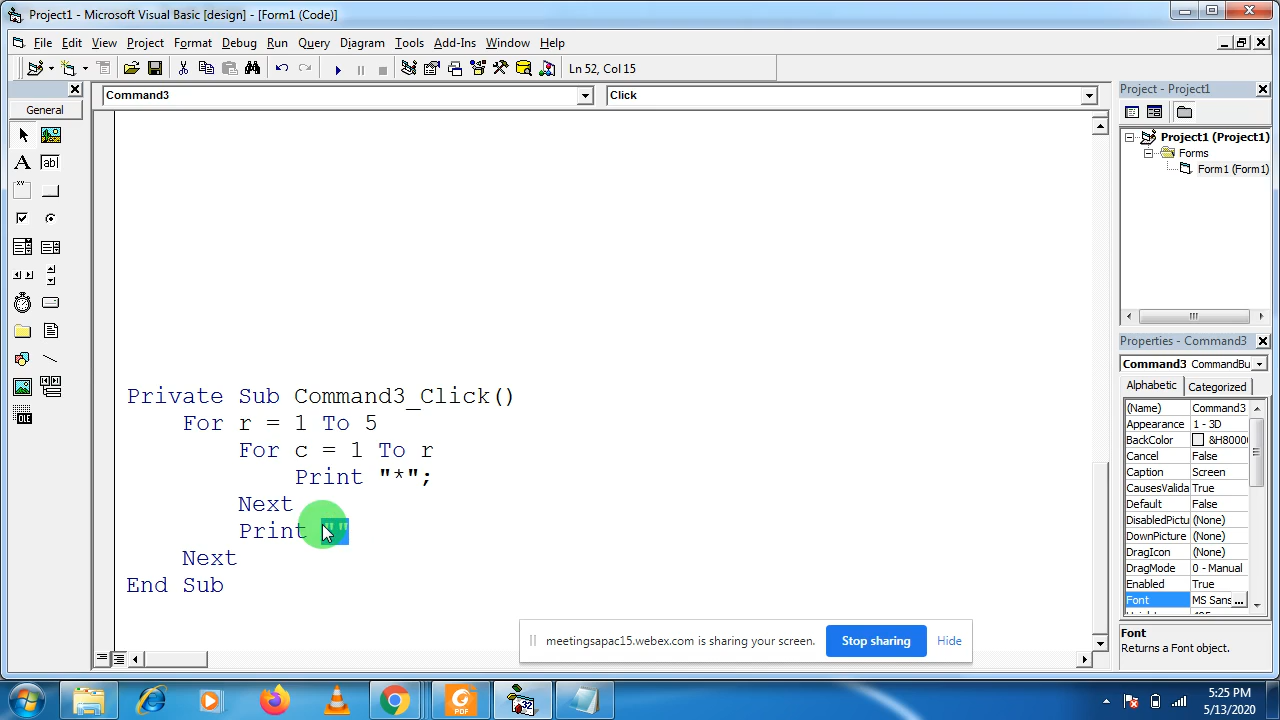 Project1 - Microsoft Visual Basic [design] - [Form1 (Code)]
File Edit View Project Format Debug Run Query Diagram Tools Add-Ins Window Help
Ln 52, Col 15
General
Command3
Click
Private Sub Command3_Click()
For r = 1 To 5
For c = 1 To r
Print "*";
Next
Print ""
Next
End Sub
Project - Project1
Project1 (Project1)
Forms
Form1 (Form1)
Properties - Command3
Command3 CommandBu
Alphabetic Categorized
(Name) Command3
Appearance 1 - 3D
BackColor &H80000
Cancel False
Caption Screen
CausesValida True
Default False
DisabledPictu (None)
DownPicture (None)
DragIcon (None)
DragMode 0 - Manual
Enabled True
Font MS Sans ...
Font
Returns a Font object.
meetingsapac15.webex.com is sharing your screen.
Stop sharing
Hide
PDF
32
5:25 PM
5/13/2020